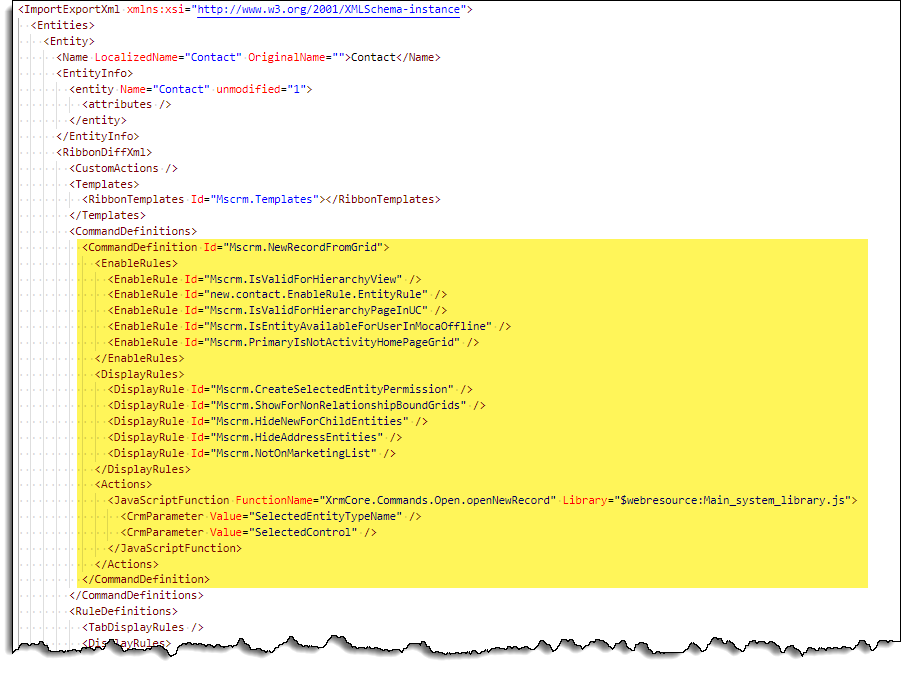 <ImportExportXml xmlns:xsi="http://www.w3.org/2001/XMLSchema-instance">
<Entities>
<Entity>
<Name LocalizedName="Contact" OriginalName="">Contact</Name>
<EntityInfo>
<entity Name="Contact" unmodified="1">
<attributes />
</entity>
</EntityInfo>
<RibbonDiffXml>
<CustomActions />
<Templates>
<RibbonTemplates Id="Mscrm.Templates"></RibbonTemplates>
</Templates>
<CommandDefinitions>
<CommandDefinition Id="Mscrm.NewRecordFromGrid">
<EnableRules>
<EnableRule Id="Mscrm.IsValidForHierarchyView" />
<EnableRule Id="new.contact.EnableRule.EntityRule" />
<EnableRule Id="Mscrm.IsValidForHierarchyPageInUC" />
<EnableRule Id="Mscrm.IsEntityAvailableForUserInMocaOffline" />
<EnableRule Id="Mscrm.PrimaryIsNotActivityHomePageGrid" />
</EnableRules>
<DisplayRules>
<DisplayRule Id="Mscrm.CreateSelectedEntityPermission" />
<DisplayRule Id="Mscrm.ShowForNonRelationshipBoundGrids" />
<DisplayRule Id="Mscrm.HideNewForChildEntities" />
<DisplayRule Id="Mscrm.HideAddressEntities" />
<DisplayRule Id="Mscrm.NotOnMarketingList" />
</DisplayRules>
<Actions>
<JavaScriptFunction FunctionName="XrmCore.Commands.Open.openNewRecord" Library="$webresource:Main_system_library.js">
<CrmParameter Value="SelectedEntityTypeName" />
<CrmParameter Value="SelectedControl" />
</JavaScriptFunction>
</Actions>
</CommandDefinition>
</CommandDefinitions>
<RuleDefinitions>
<TabDisplayRules />
<DisplayRules>